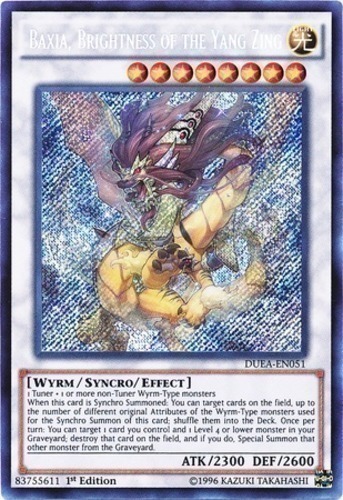 BAXIA, BRIGHTNESS OF THE YANG ZING
光
DUEA-EN051
[WYRM/SYNCRO/EFFECT]
1 Tuner + 1 or more non-Tuner Wyrm-Type monsters
When this card is Synchro Summoned: You can target cards on the field, up to
the number of different original Attributes of the Wyrm-Type monsters used
for the Synchro Summon of this card; shuffle them into the Deck. Once per
turn: You can target 1 card you control and 1 Level 4 or lower monster in your
Graveyard; destroy that card on the field, and if you do, Special Summon that
other monster from the Graveyard.
ATK/2300 DEF/2600
83755611 1st Edition ©1996 KAZUKI TAKAHASHI